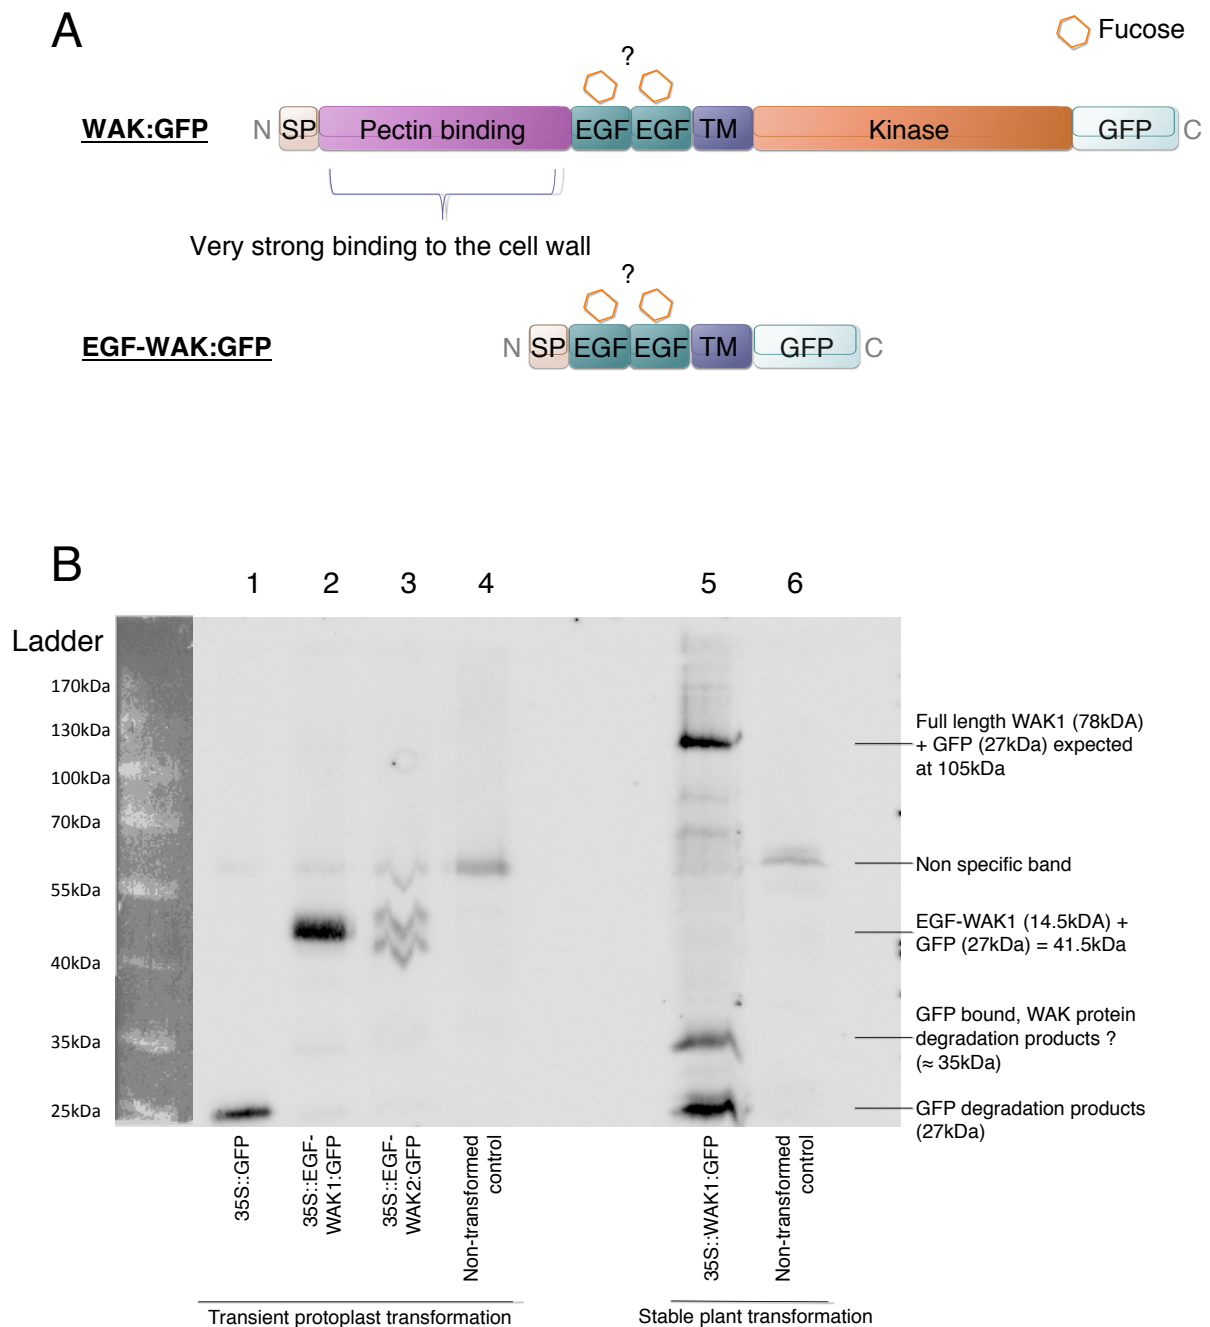 A
Fucose
?
WAK:GFP
N SP Pectin binding EGF EGF TM Kinase GFP C
Very strong binding to the cell wall
?
EGF-WAK:GFP
N SP EGF EGF TM GFP C
B
1 2 3 4 5 6
Ladder
170kDa
130kDa
100kDa
70kDa
55kDa
40kDa
35kDa
25kDa
Full length WAK1 (78kDA)
+ GFP (27kDa) expected
at 105kDa
Non specific band
EGF-WAK1 (14.5kDA) +
GFP (27kDa) = 41.5kDa
GFP bound, WAK protein
degradation products ?
(≈ 35kDa)
GFP degradation products
(27kDa)
35S::GFP
35S::EGF-
WAK1:GFP
35S::EGF-
WAK2:GFP
Non-transformed
control
35S::WAK1:GFP
Non-transformed
control
Transient protoplast transformation
Stable plant transformation